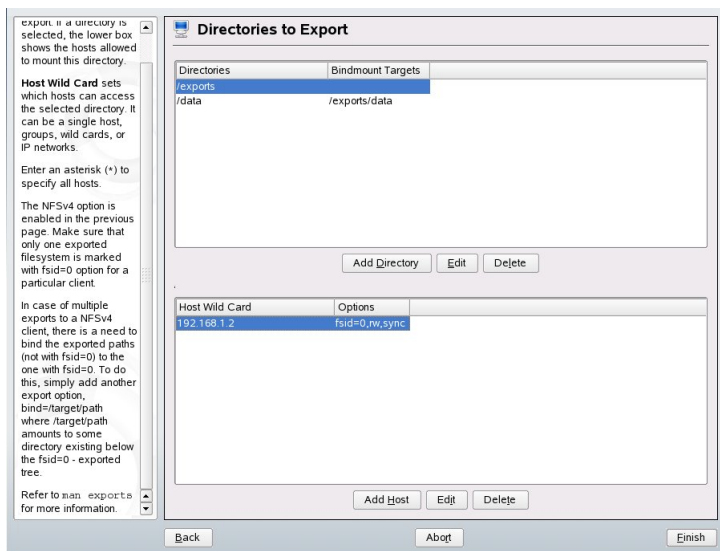 export. If a directory is
selected, the lower box
shows the hosts allowed
to mount this directory.
Host Wild Card sets
which hosts can access
the selected directory. It
can be a single host,
groups, wild cards, or
IP networks.
Enter an asterisk (*) to
specify all hosts.
The NFSv4 option is
enabled in the previous
page. Make sure that
only one exported
filesystem is marked
with fsid=0 option for a
particular client.
In case of multiple
exports to a NFSv4
client, there is a need to
bind the exported paths
(not with fsid=0) to the
one with fsid=0. To do
this, simply add another
export option,
bind=/target/path
where /target/path
amounts to some
directory existing below
the fsid=0 - exported
tree.
Refer to man exports
for more information.
Directories to Export
Directories Bindmount Targets
/exports
/data /exports/data
Add Directory Edit Delete
Host Wild Card Options
192.168.1.2 fsid=0,rw,sync
Add Host Edit Delete
Back Abort Finish